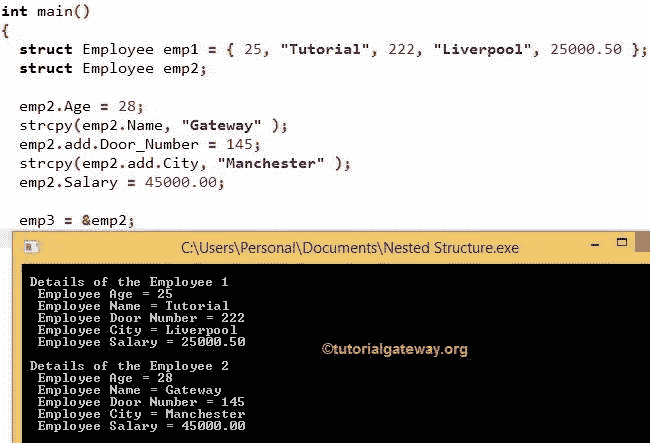 int main()
{
struct Employee emp1 = { 25, "Tutorial", 222, "Liverpool", 25000.50 };
struct Employee emp2;
emp2.Age = 28;
strcpy(emp2.Name, "Gateway" );
emp2.add.Door_Number = 145;
strcpy(emp2.add.City, "Manchester" );
emp2.Salary = 45000.00;
emp3 = &emp2;
C:\Users\Personal\Documents\Nested Structure.exe
Details of the Employee 1
Employee Age = 25
Employee Name = Tutorial
Employee Door Number = 222
Employee City = Liverpool
Employee Salary = 25000.50
©tutorialgateway.org
Details of the Employee 2
Employee Age = 28
Employee Name = Gateway
Employee Door Number = 145
Employee City = Manchester
Employee Salary = 45000.00